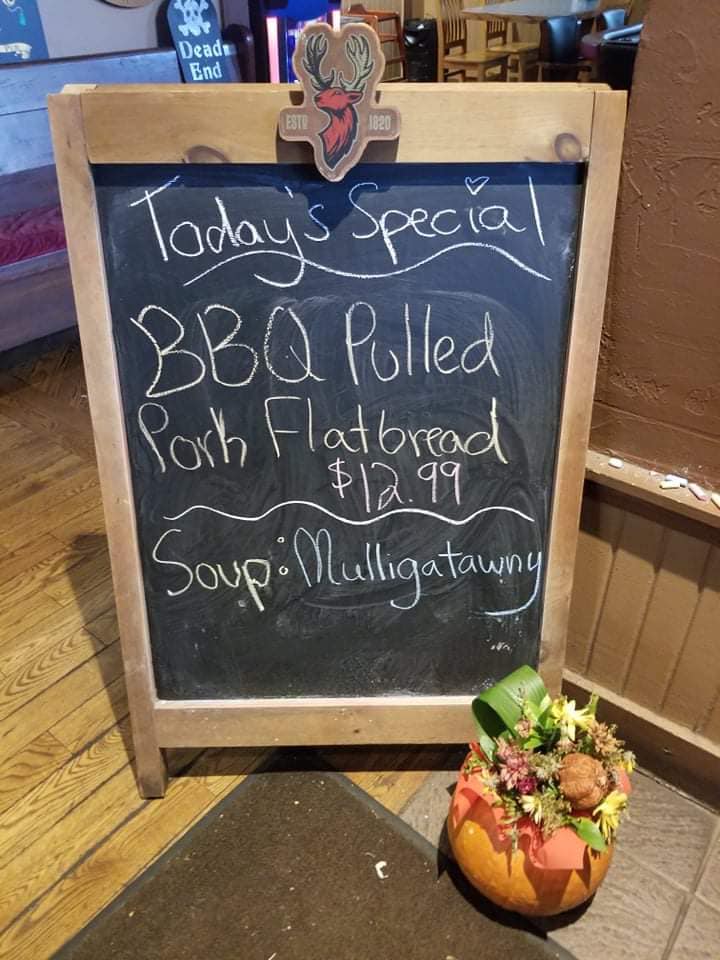 Dead
End
ESTD 1820
Today's Special
BBQ Pulled
Pork Flatbread
$12.99
Soup: Mulligatawny